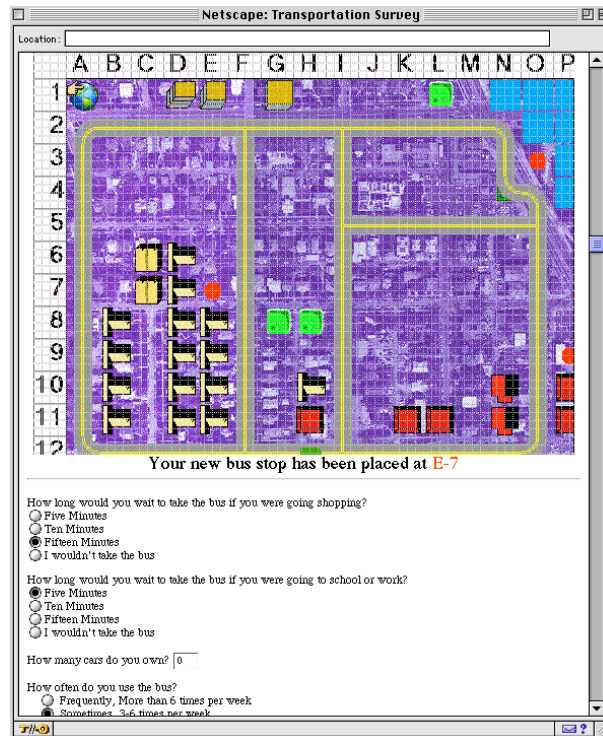 Netscape: Transportation Survey
Location:
A B C D E F G H I J K L M N O P
1
2
3
4
5
6
7
8
9
10
11
12
Your new bus stop has been placed at E-7
How long would you wait to take the bus if you were going shopping?
Five Minutes
Ten Minutes
Fifteen Minutes
I wouldn't take the bus
How long would you wait to take the bus if you were going to school or work?
Five Minutes
Ten Minutes
Fifteen Minutes
I wouldn't take the bus
How many cars do you own? 0
How often do you use the bus?
Frequently, More than 6 times per week
Sometimes, 3-6 times per week
?